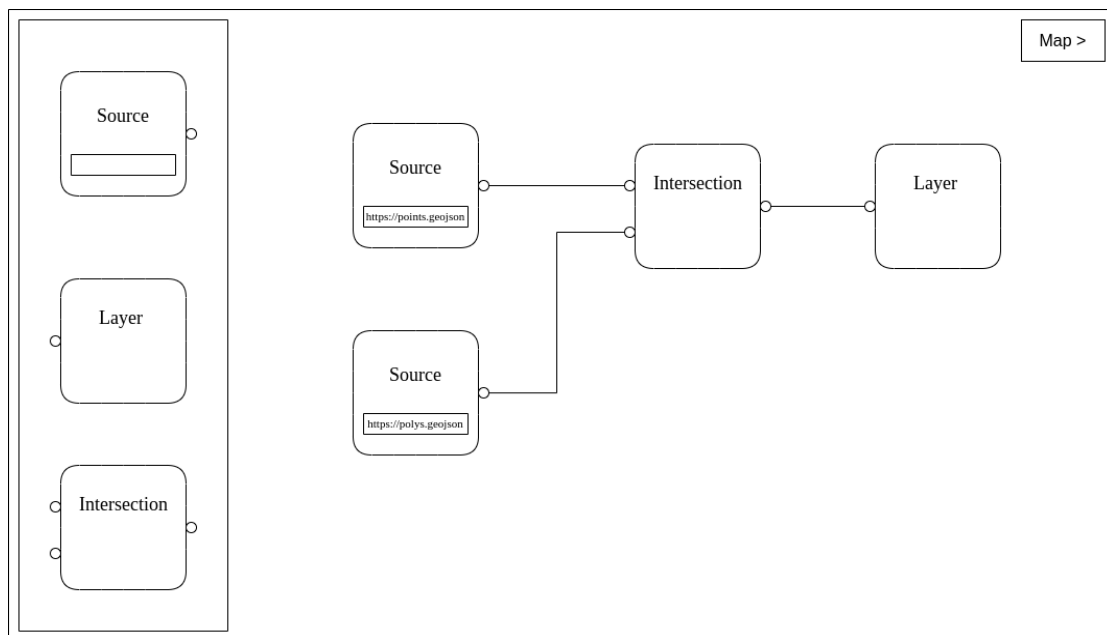 Map >
Source
Layer
Intersection
Source
https://points.geojson
Source
https://polys.geojson
Intersection
Layer